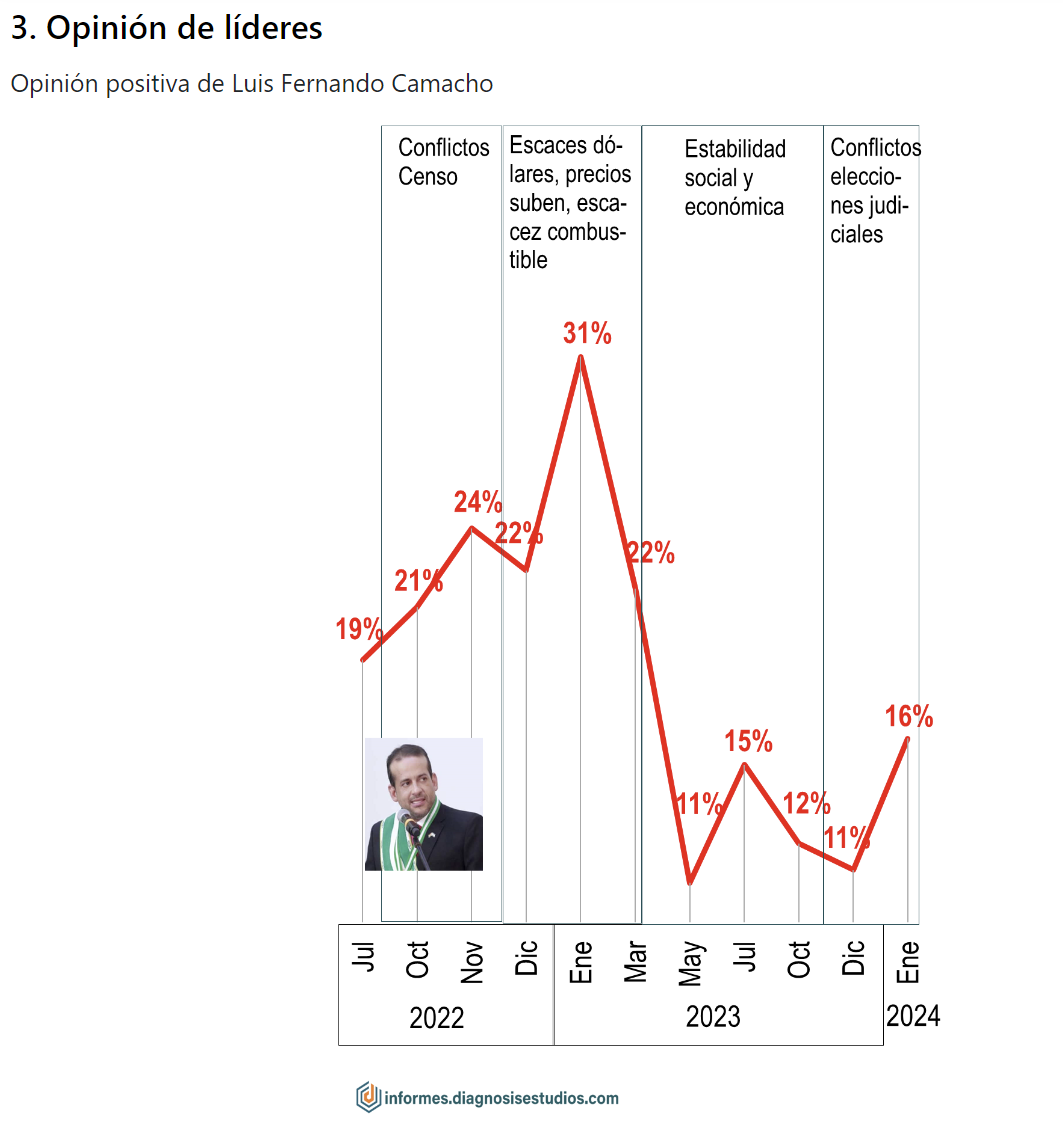 3. Opinión de líderes
Opinión positiva de Luis Fernando Camacho
Conflictos
Censo
Escaces dó-
lares, precios
suben, esca-
cez combus-
tible
Estabilidad
social y
económica
Conflictos
eleccio-
nes judi-
ciales
31%
24%
22%
22%
21%
19%
16%
15%
11%
12%
11%
Jul
Oct
Nov
Dic
Ene
Mar
May
Jul
Oct
Dic
Ene
2022
2023
2024
informes.diagnosisestudios.com